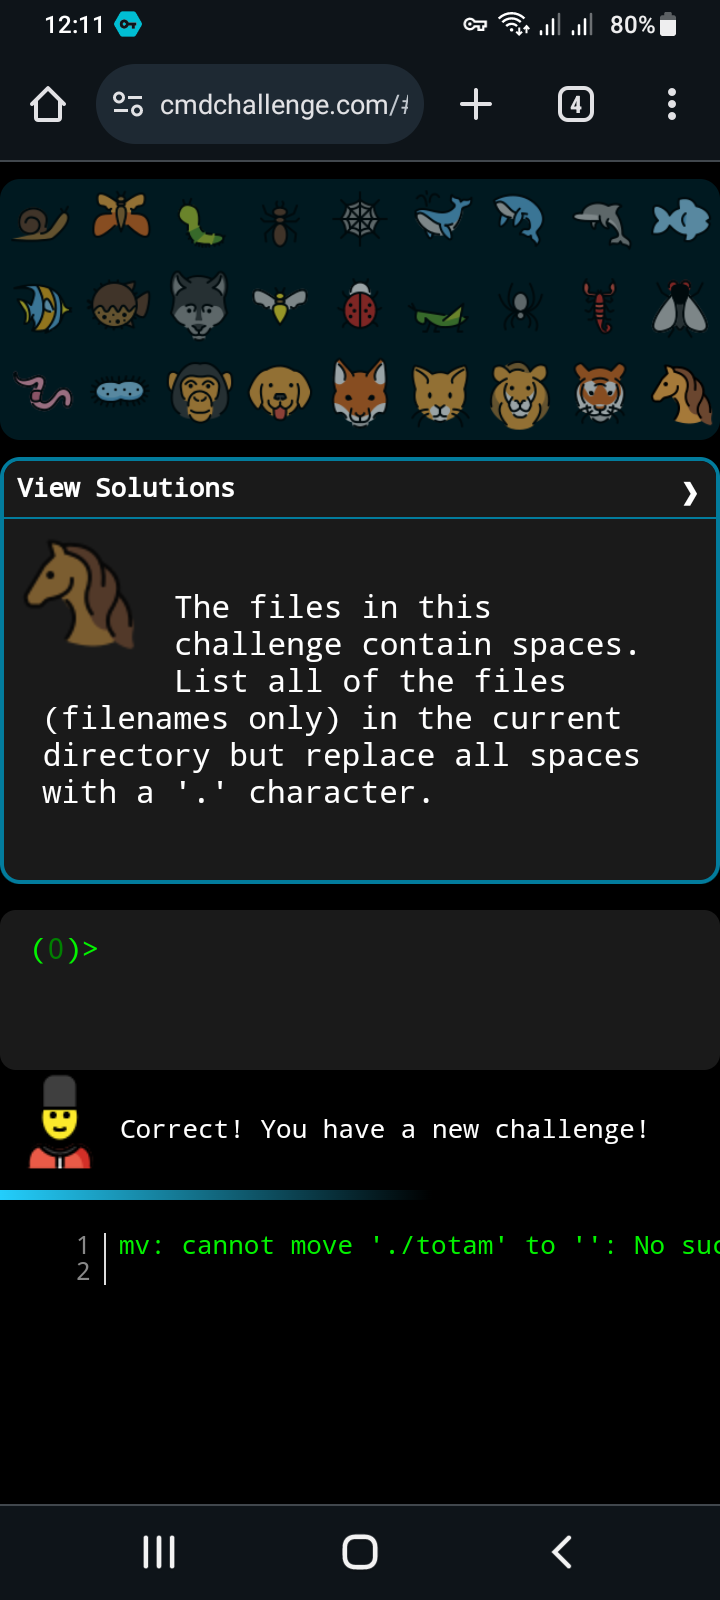 12:11
80%
cmdchallenge.com/
4
View Solutions ❯
The files in this
challenge contain spaces.
List all of the files
(filenames only) in the current
directory but replace all spaces
with a '.' character.
(0)>
Correct! You have a new challenge!
1 mv: cannot move './totam' to '': No suc
2